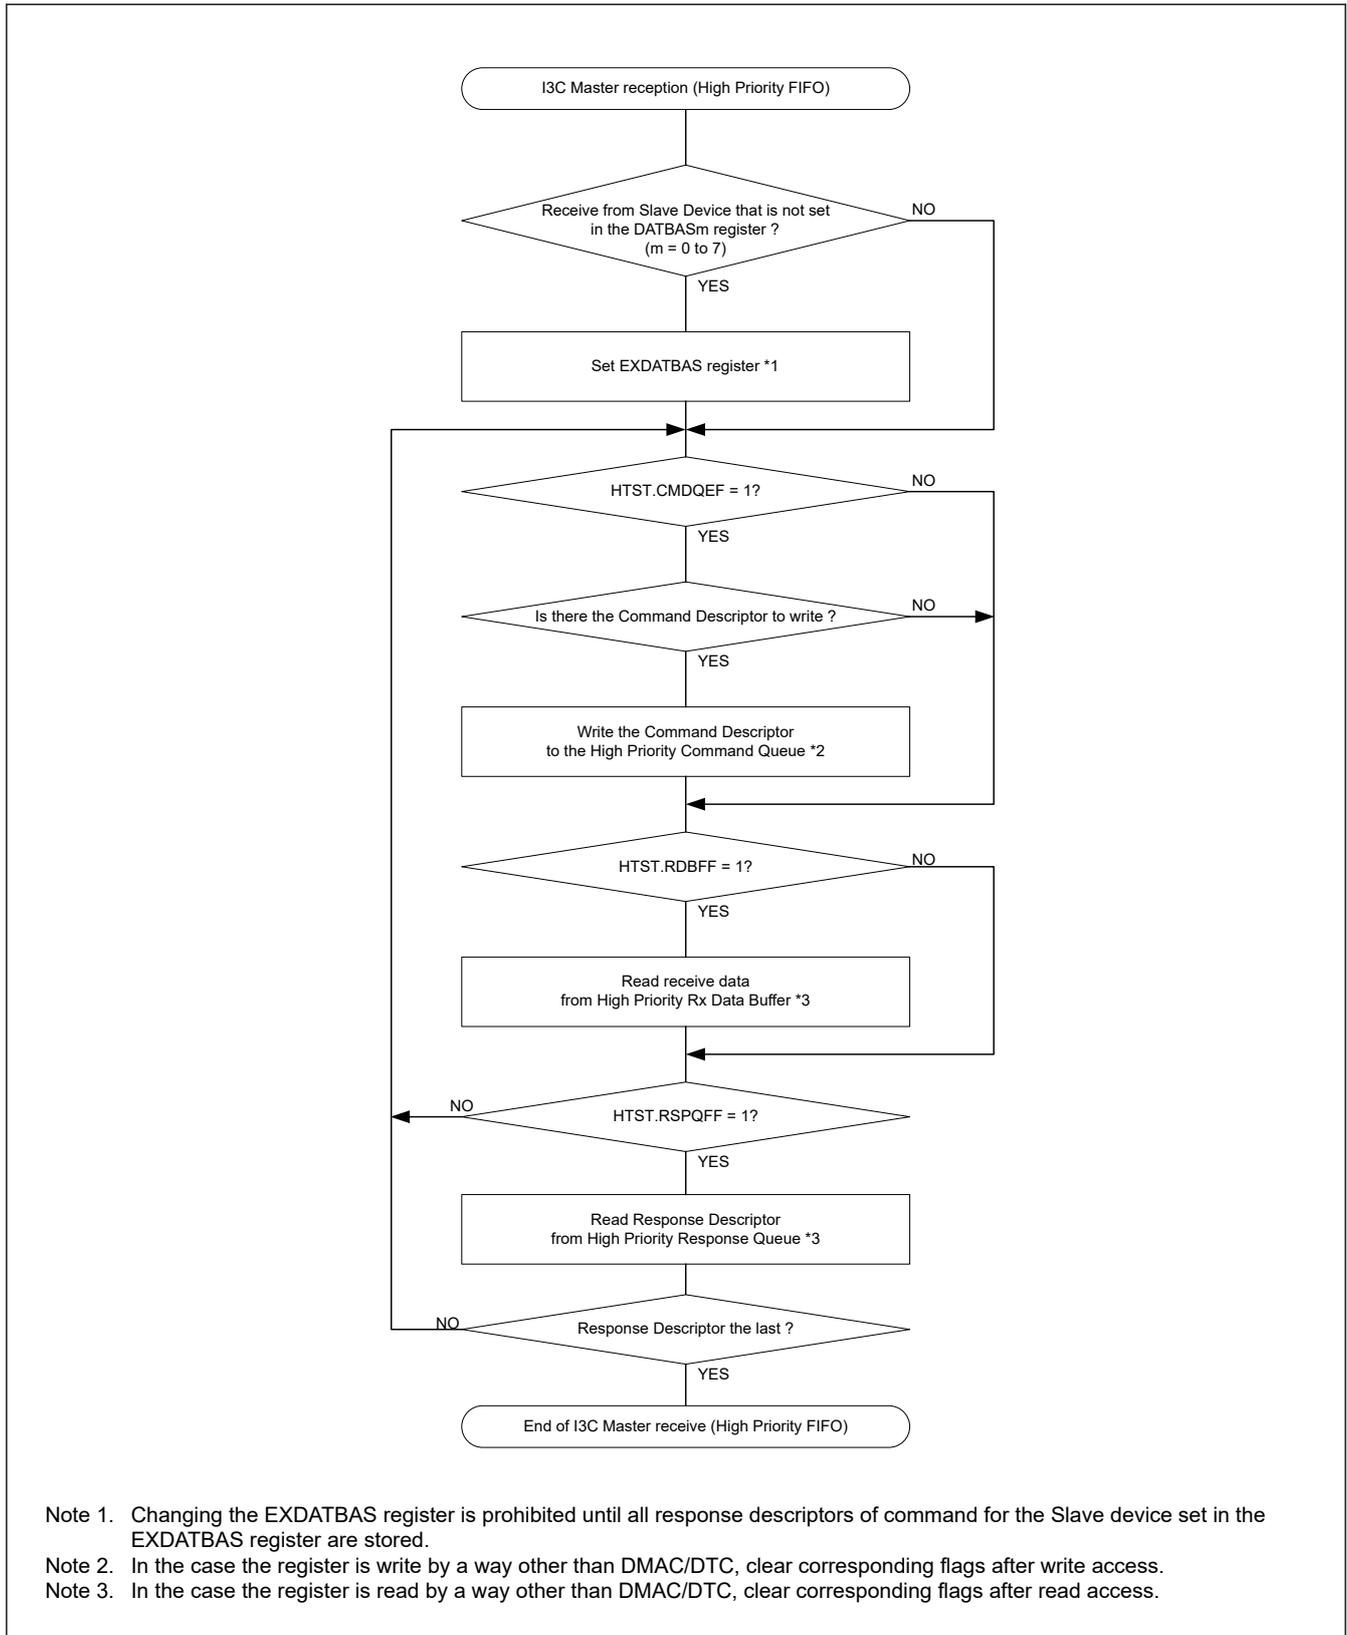 I3C Master reception (High Priority FIFO)
Receive from Slave Device that is not set
in the DATBASm register ?
(m = 0 to 7)
NO
YES
Set EXDATBAS register *1
HTST.CMDQEF = 1?
NO
YES
Is there the Command Descriptor to write ?
NO
YES
Write the Command Descriptor
to the High Priority Command Queue *2
HTST.RDBFF = 1?
NO
YES
Read receive data
from High Priority Rx Data Buffer *3
NO
HTST.RSPQFF = 1?
YES
Read Response Descriptor
from High Priority Response Queue *3
NO
Response Descriptor the last ?
YES
End of I3C Master receive (High Priority FIFO)
Note 1. Changing the EXDATBAS register is prohibited until all response descriptors of command for the Slave device set in the
EXDATBAS register are stored.
Note 2. In the case the register is write by a way other than DMAC/DTC, clear corresponding flags after write access.
Note 3. In the case the register is read by a way other than DMAC/DTC, clear corresponding flags after read access.